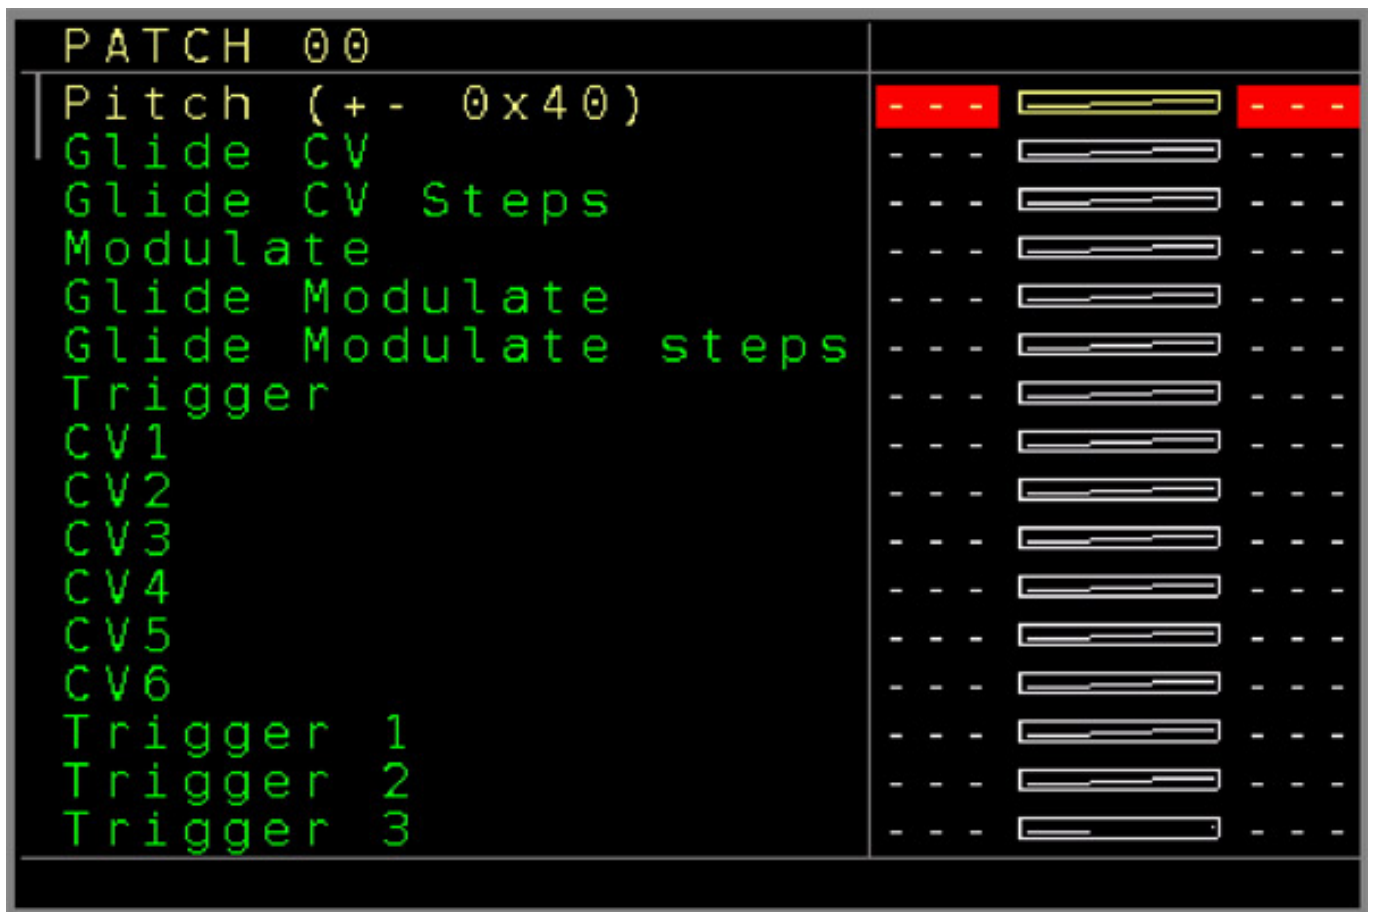 PATCH 00
Pitch (+- 0x40) --- ---
Glide CV --- ---
Glide CV Steps --- ---
Modulate --- ---
Glide Modulate --- ---
Glide Modulate steps --- ---
Trigger --- ---
CV1 --- ---
CV2 --- ---
CV3 --- ---
CV4 --- ---
CV5 --- ---
CV6 --- ---
Trigger 1 --- ---
Trigger 2 --- ---
Trigger 3 --- ---